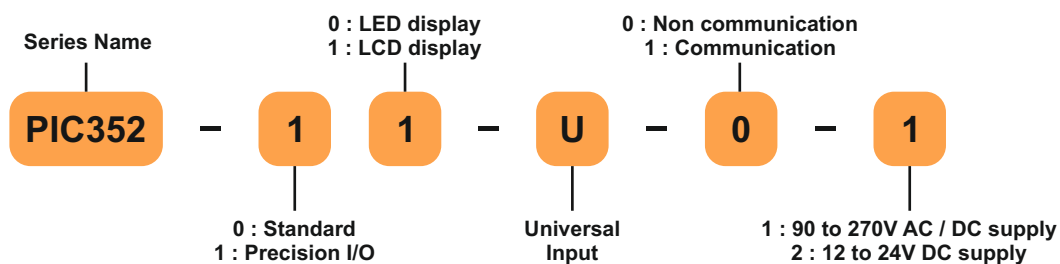 0 : LED display
1 : LCD display
0 : Non communication
1 : Communication
Series Name
PIC352 - 1 1 - U - 0 - 1
0 : Standard
1 : Precision I/O
Universal
Input
1 : 90 to 270V AC / DC supply
2 : 12 to 24V DC supply